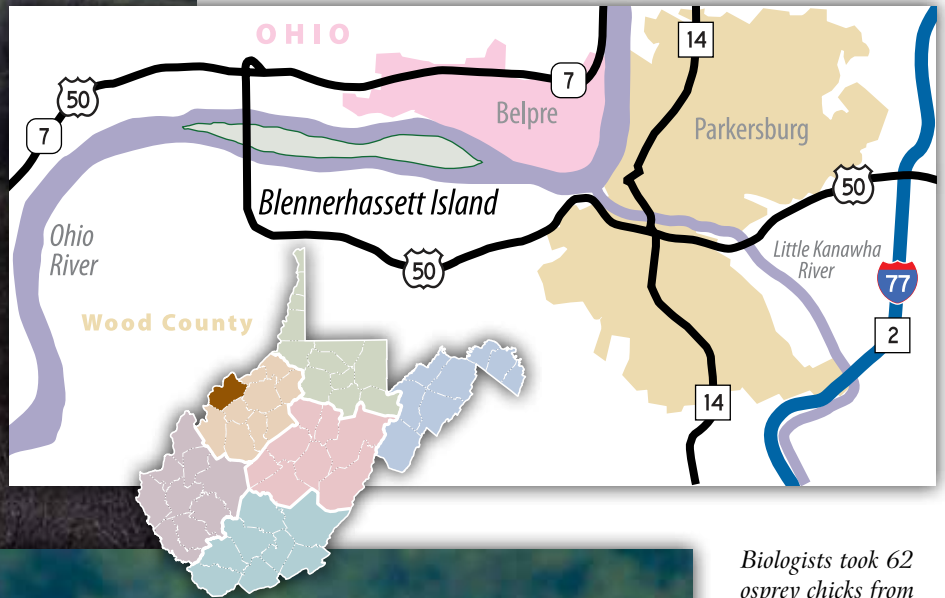 OHIO
14
50
7
7
Belpre
Parkersburg
50
Blennerhassett Island
Ohio
River
50
Little Kanawha
River
77
2
Wood County
14
Biologists took 62
osprey chicks from